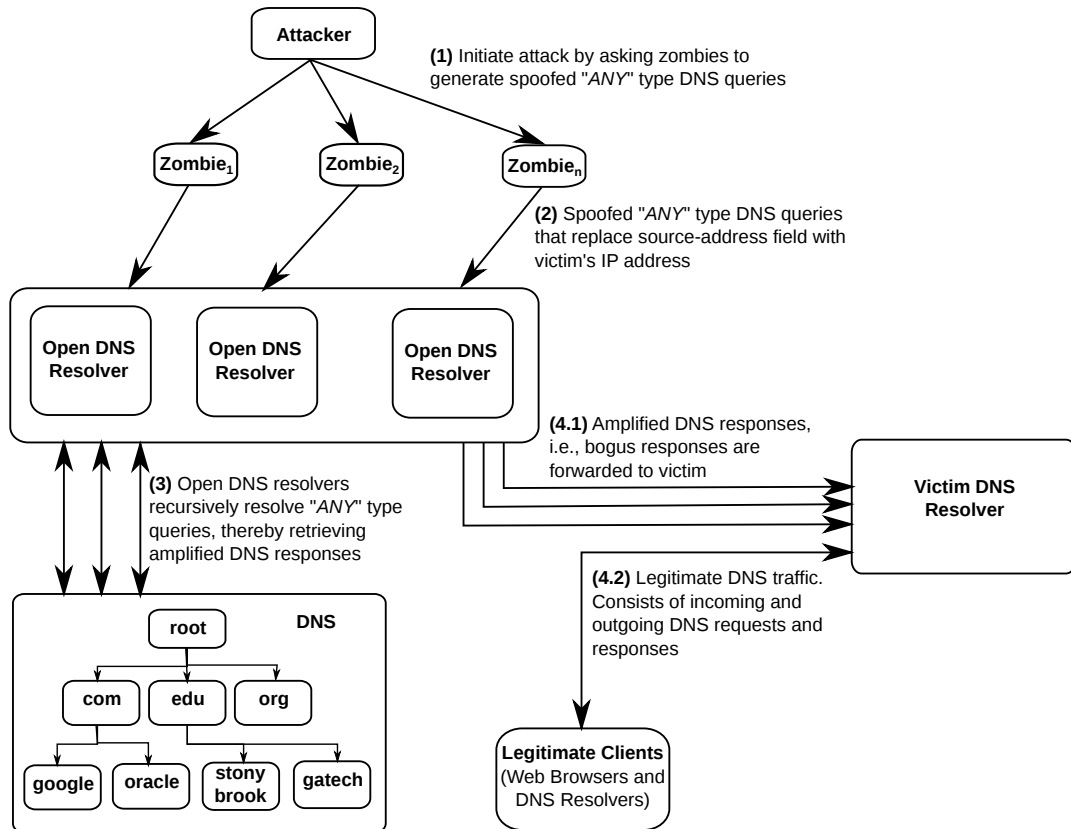 Attacker
(1) Initiate attack by asking zombies to
generate spoofed "ANY" type DNS queries
Zombie1
Zombie2
Zombien
(2) Spoofed "ANY" type DNS queries
that replace source-address field with
victim's IP address
Open DNS
Resolver
Open DNS
Resolver
Open DNS
Resolver
(4.1) Amplified DNS responses,
i.e., bogus responses are
forwarded to victim
Victim DNS
Resolver
(3) Open DNS resolvers
recursively resolve "ANY" type
queries, thereby retrieving
amplified DNS responses
(4.2) Legitimate DNS traffic.
Consists of incoming and
outgoing DNS requests and
responses
DNS
root
com
edu
org
google
oracle
stony
brook
gatech
Legitimate Clients
(Web Browsers and
DNS Resolvers)